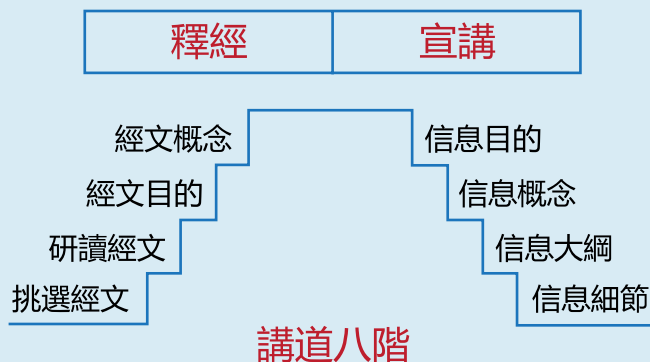 釋經 宣講
經文概念 信息目的
經文目的 信息概念
研讀經文 信息大綱
挑選經文 信息細節
講道八階